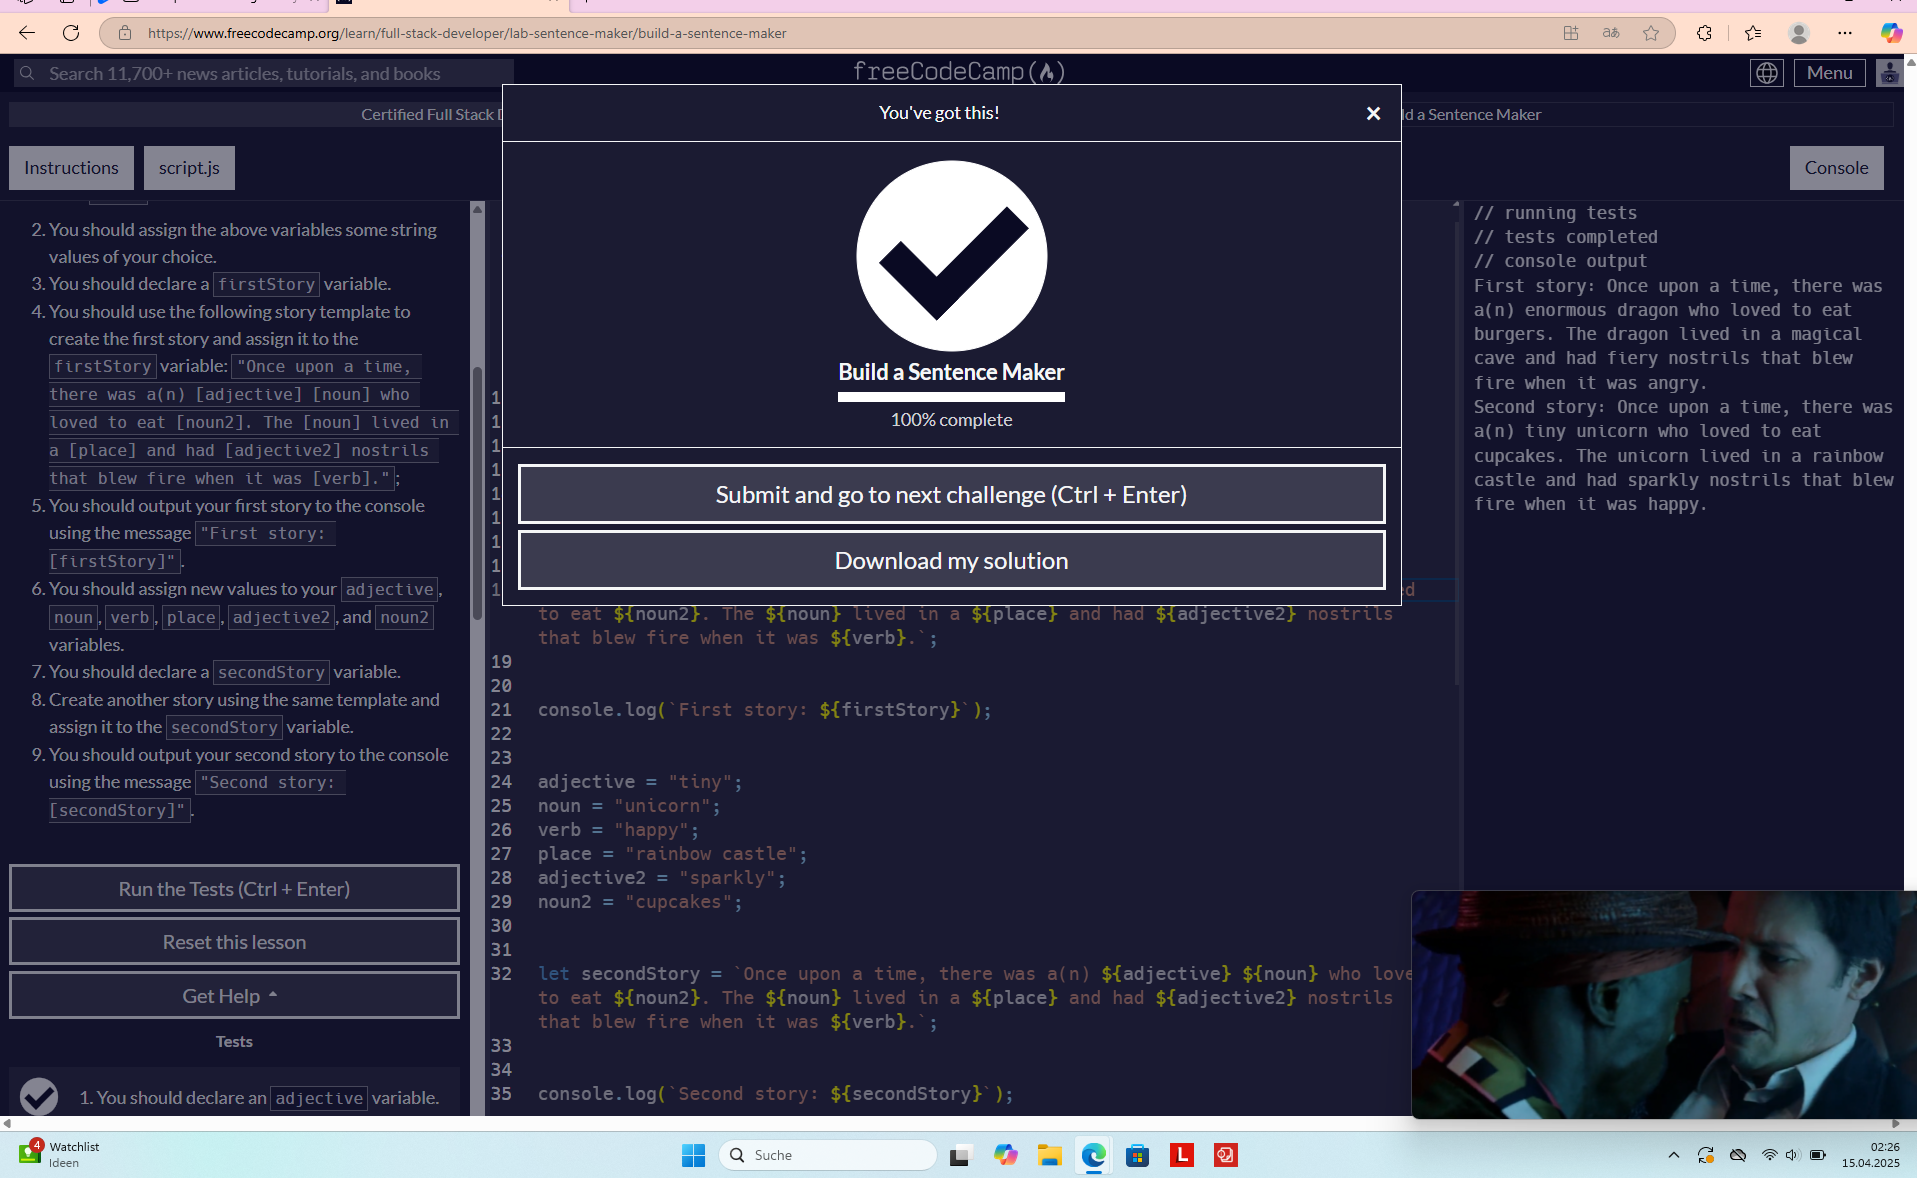 https://www.freecodecamp.org/learn/full-stack-developer/lab-sentence-maker/build-a-sentence-maker
Search 11,700+ news articles, tutorials, and books
freeCodeCamp
Menu
Certified Full Stack
You've got this!
a Sentence Maker
Instructions
script.js
Console
2. You should assign the above variables some string
values of your choice.
3. You should declare a firstStory variable.
4. You should use the following story template to
create the first story and assign it to the
firstStory variable: "Once upon a time,
there was a(n) [adjective] [noun] who
loved to eat [noun2]. The [noun] lived in
a [place] and had [adjective2] nostrils
that blew fire when it was [verb].";
5. You should output your first story to the console
using the message "First story:
[firstStory]".
6. You should assign new values to your adjective,
noun, verb, place, adjective2, and noun2
variables.
7. You should declare a secondStory variable.
8. Create another story using the same template and
assign it to the secondStory variable.
9. You should output your second story to the console
using the message "Second story:
[secondStory]".
Run the Tests (Ctrl + Enter)
Reset this lesson
Get Help
Tests
1. You should declare an adjective variable.
Build a Sentence Maker
100% complete
Submit and go to next challenge (Ctrl + Enter)
Download my solution
to eat ${noun2}. The ${noun} lived in a ${place} and had ${adjective2} nostrils
that blew fire when it was ${verb}.`;
19
20
21 console.log(`First story: ${firstStory}`);
22
23
24 adjective = "tiny";
25 noun = "unicorn";
26 verb = "happy";
27 place = "rainbow castle";
28 adjective2 = "sparkly";
29 noun2 = "cupcakes";
30
31
32 let secondStory = `Once upon a time, there was a(n) ${adjective} ${noun} who love
to eat ${noun2}. The ${noun} lived in a ${place} and had ${adjective2} nostrils
that blew fire when it was ${verb}.`;
33
34
35 console.log(`Second story: ${secondStory}`);
// running tests
// tests completed
// console output
First story: Once upon a time, there was
a(n) enormous dragon who loved to eat
burgers. The dragon lived in a magical
cave and had fiery nostrils that blew
fire when it was angry.
Second story: Once upon a time, there was
a(n) tiny unicorn who loved to eat
cupcakes. The unicorn lived in a rainbow
castle and had sparkly nostrils that blew
fire when it was happy.
4
Watchlist
Ideen
Suche
L
02:26
15.04.2025